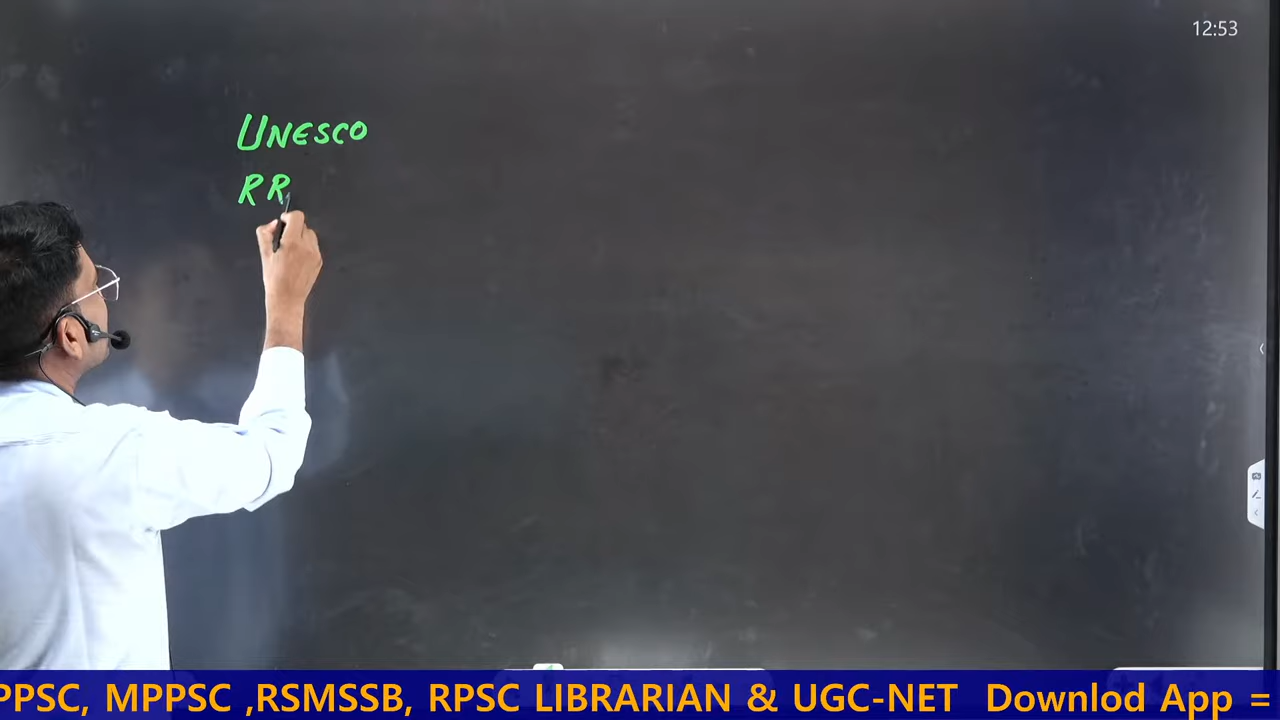 12:53
UNESCO
RR
PPSC, MPPSC ,RSMSSB, RPSC LIBRARIAN & UGC-NET Downlod App =